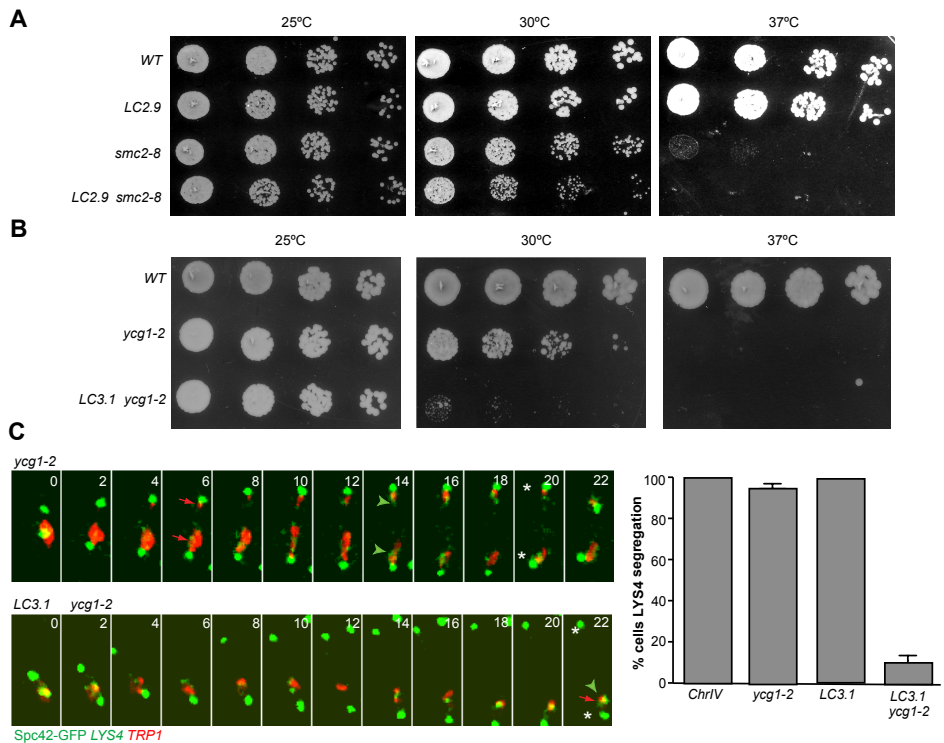 A
25ºC 30ºC 37ºC
WT
LC2.9
smc2-8
LC2.9 smc2-8
B
25ºC 30ºC 37ºC
WT
ycg1-2
LC3.1 ycg1-2
C
ycg1-2
0 2 4 6 8 10 12 14 16 18 20 22
* *
LC3.1 ycg1-2
0 2 4 6 8 10 12 14 16 18 20 22
* *
Spc42-GFP LYS4 TRP1
% cells LYS4 segregation
100
80
60
40
20
0
ChrIV ycg1-2 LC3.1 LC3.1
ycg1-2